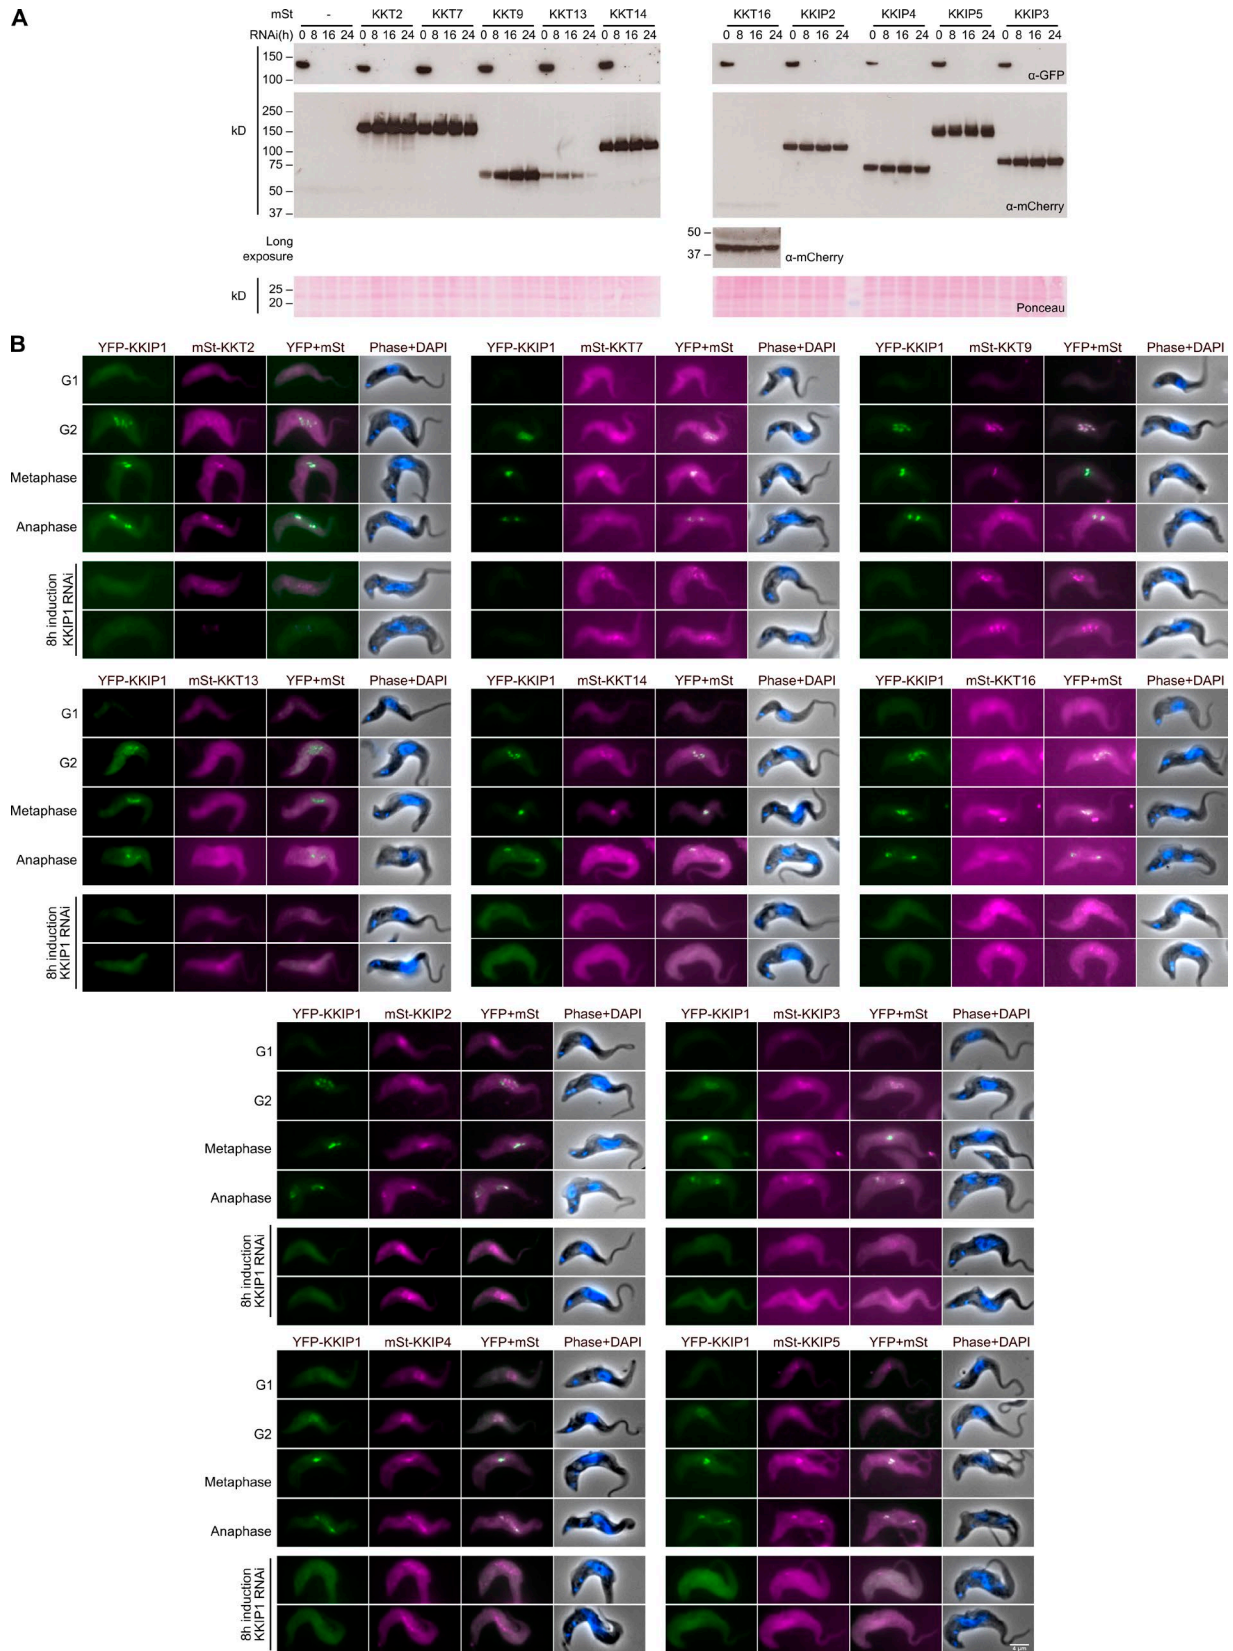 A
mSt - KKT2 KKT7 KKT9 KKT13 KKT14 KKT16 KKIP2 KKIP4 KKIP5 KKIP3
RNAi(h) 0 8 16 24 0 8 16 24 0 8 16 24 0 8 16 24 0 8 16 24 0 8 16 24 0 8 16 24 0 8 16 24 0 8 16 24 0 8 16 24 0 8 16 24
150
100
α-GFP
kD
250
150
100
75
50
37
α-mCherry
Long
exposure
50
37
α-mCherry
kD
25
20
Ponceau
B
YFP-KKIP1 mSt-KKT2 YFP+mSt Phase+DAPI YFP-KKIP1 mSt-KKT7 YFP+mSt Phase+DAPI YFP-KKIP1 mSt-KKT9 YFP+mSt Phase+DAPI
G1
G2
Metaphase
Anaphase
8h induction
KKIP1 RNAi
YFP-KKIP1 mSt-KKT13 YFP+mSt Phase+DAPI YFP-KKIP1 mSt-KKT14 YFP+mSt Phase+DAPI YFP-KKIP1 mSt-KKT16 YFP+mSt Phase+DAPI
G1
G2
Metaphase
Anaphase
8h induction
KKIP1 RNAi
YFP-KKIP1 mSt-KKIP2 YFP+mSt Phase+DAPI YFP-KKIP1 mSt-KKIP3 YFP+mSt Phase+DAPI
G1
G2
Metaphase
Anaphase
8h induction
KKIP1 RNAi
YFP-KKIP1 mSt-KKIP4 YFP+mSt Phase+DAPI YFP-KKIP1 mSt-KKIP5 YFP+mSt Phase+DAPI
G1
G2
Metaphase
Anaphase
8h induction
KKIP1 RNAi
4 µm